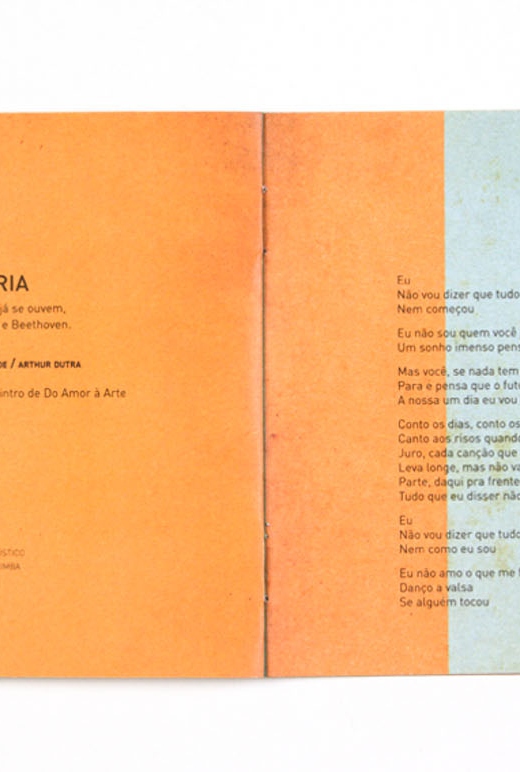 RIA
já se ouvem,
e Beethoven.
DE / ARTHUR DUTRA
intro de Do Amor à Arte
ÚSTICO
IMBA
Eu
Não vou dizer que tudo
Nem começou
Eu não sou quem você
Um sonho imenso pens
Mas você, se nada tem
Para e pensa que o futu
A nossa um dia eu vou
Conto os dias, conto os
Canto aos risos quando
Juro, cada canção que
Leva longe, mas não va
Parte, daqui pra frente
Tudo que eu disser não
Eu
Não vou dizer que tudo
Nem como eu sou
Eu não amo o que me
Danço a valsa
Se alguém tocou